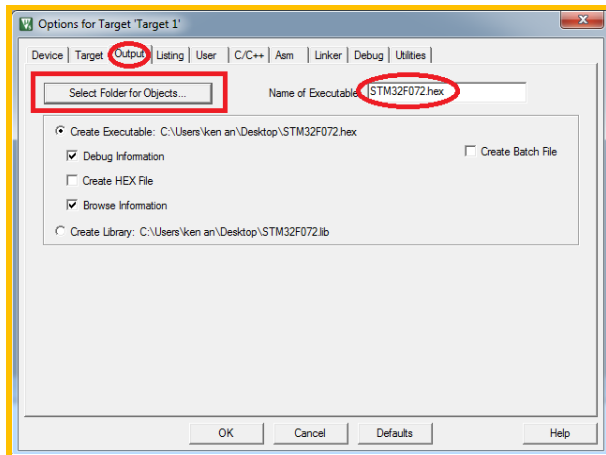 Options for Target 'Target 1'
Device Target Output Listing User C/C++ Asm Linker Debug Utilities
Select Folder for Objects... Name of Executable: STM32F072.hex
Create Executable: C:\Users\ken an\Desktop\STM32F072.hex
Debug Information Create Batch File
Create HEX File
Browse Information
Create Library: C:\Users\ken an\Desktop\STM32F072.lib
OK Cancel Defaults Help